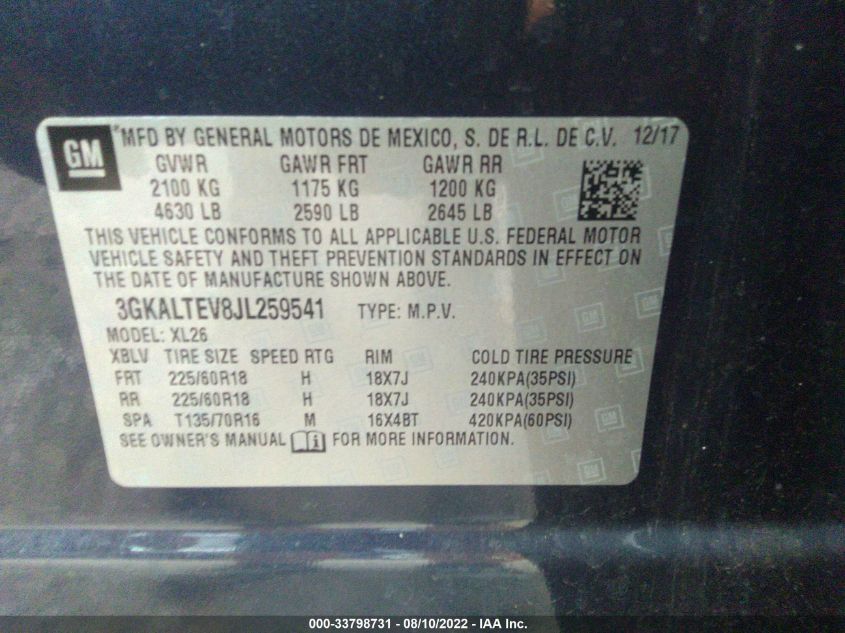 GM *MFD BY GENERAL MOTORS DE MEXICO, S. DE R.L. DE C.V. 12/17
GVWR GAWR FRT GAWR RR
2100 KG 1175 KG 1200 KG
4630 LB 2590 LB 2645 LB
THIS VEHICLE CONFORMS TO ALL APPLICABLE U.S. FEDERAL MOTOR
VEHICLE SAFETY AND THEFT PREVENTION STANDARDS IN EFFECT ON
THE DATE OF MANUFACTURE SHOWN ABOVE.
3GKALTEV8JL259541 TYPE: M.P.V.
MODEL: XL26
XBLV TIRE SIZE SPEED RTG RIM COLD TIRE PRESSURE
FRT 225/60R18 H 18X7J 240KPA(35PSI)
RR 225/60R18 H 18X7J 240KPA(35PSI)
SPA T135/70R16 M 16X4BT 420KPA(60PSI)
SEE OWNER'S MANUAL i FOR MORE INFORMATION.
000-33798731 - 08/10/2022 - IAA Inc.